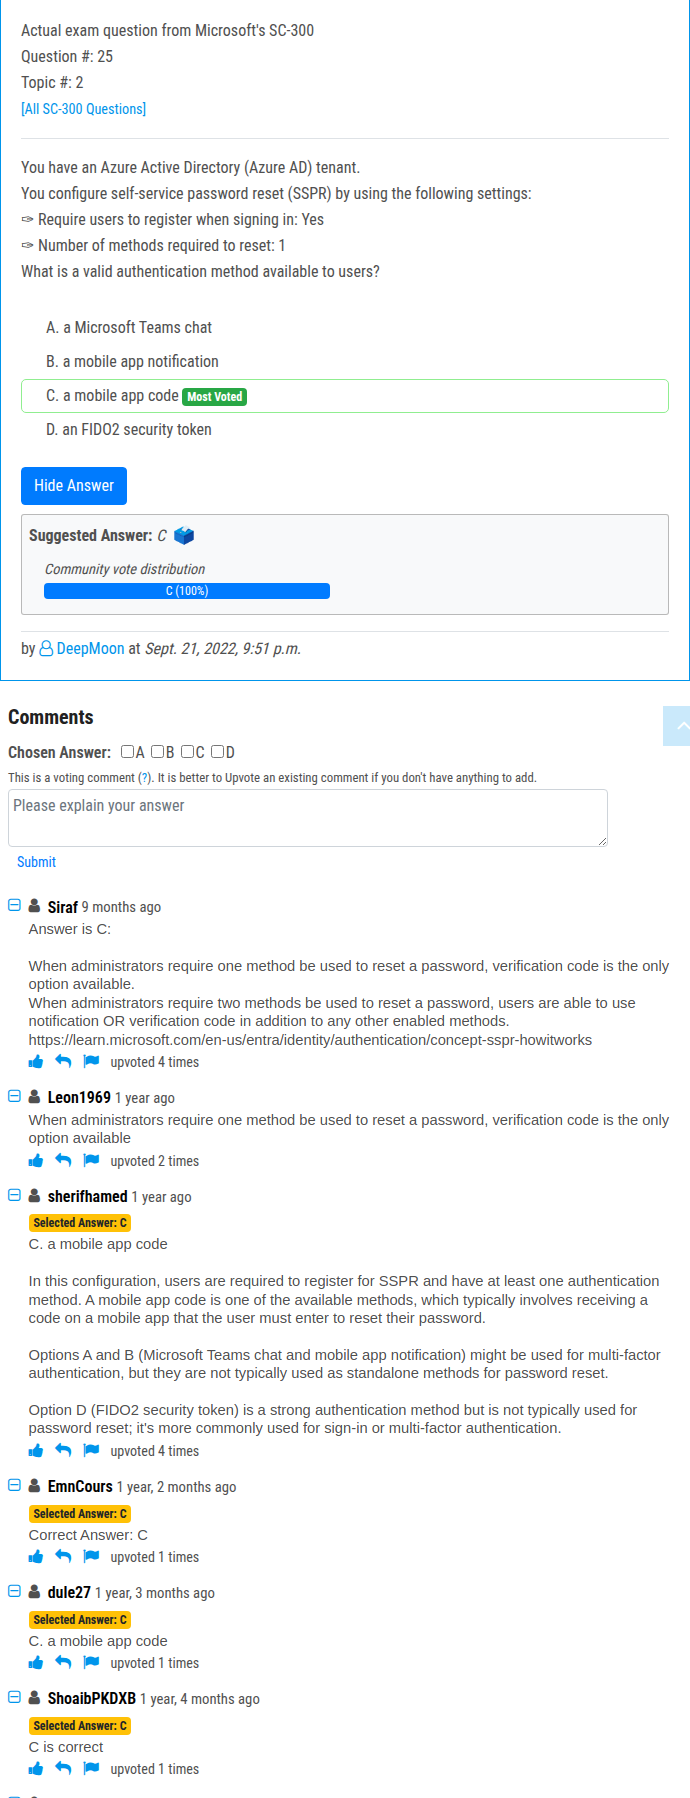 Actual exam question from Microsoft's SC-300
Question #: 25
Topic #: 2
[All SC-300 Questions]
You have an Azure Active Directory (Azure AD) tenant.
You configure self-service password reset (SSPR) by using the following settings:
✑ Require users to register when signing in: Yes
✑ Number of methods required to reset: 1
What is a valid authentication method available to users?
A. a Microsoft Teams chat
B. a mobile app notification
C. a mobile app code Most Voted
D. an FIDO2 security token
Hide Answer
Suggested Answer: C
Community vote distribution
C (100%)
by DeepMoon at Sept. 21, 2022, 9:51 p.m.
Comments
Chosen Answer: A B C D
This is a voting comment (?). It is better to Upvote an existing comment if you don't have anything to add.
Please explain your answer
Submit
Siraf 9 months ago
Answer is C:
When administrators require one method be used to reset a password, verification code is the only
option available.
When administrators require two methods be used to reset a password, users are able to use
notification OR verification code in addition to any other enabled methods.
https://learn.microsoft.com/en-us/entra/identity/authentication/concept-sspr-howitworks
upvoted 4 times
Leon1969 1 year ago
When administrators require one method be used to reset a password, verification code is the only
option available
upvoted 2 times
sherifhamed 1 year ago
Selected Answer: C
C. a mobile app code
In this configuration, users are required to register for SSPR and have at least one authentication
method. A mobile app code is one of the available methods, which typically involves receiving a
code on a mobile app that the user must enter to reset their password.
Options A and B (Microsoft Teams chat and mobile app notification) might be used for multi-factor
authentication, but they are not typically used as standalone methods for password reset.
Option D (FIDO2 security token) is a strong authentication method but is not typically used for
password reset; it's more commonly used for sign-in or multi-factor authentication.
upvoted 4 times
EmnCours 1 year, 2 months ago
Selected Answer: C
Correct Answer: C
upvoted 1 times
dule27 1 year, 3 months ago
Selected Answer: C
C. a mobile app code
upvoted 1 times
ShoaibPKDXB 1 year, 4 months ago
Selected Answer: C
C is correct
upvoted 1 times